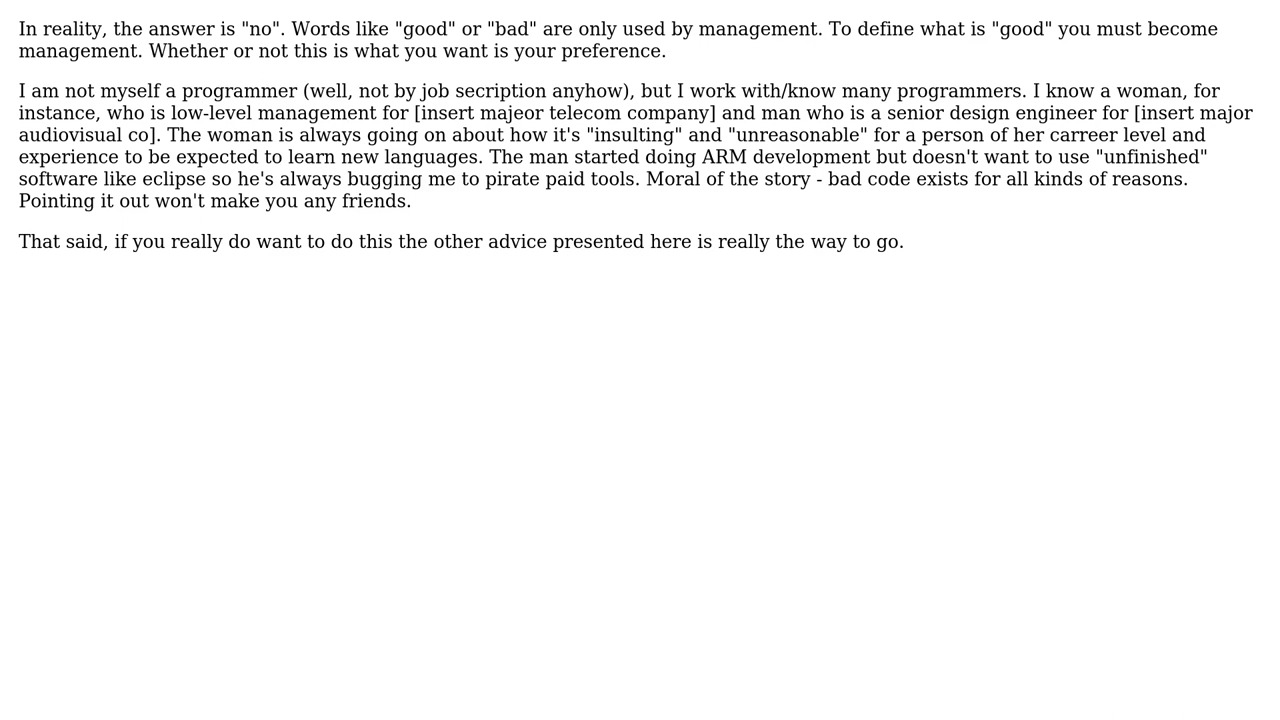 In reality, the answer is "no". Words like "good" or "bad" are only used by management. To define what is "good" you must become
management. Whether or not this is what you want is your preference.
I am not myself a programmer (well, not by job secription anyhow), but I work with/know many programmers. I know a woman, for
instance, who is low-level management for [insert majeor telecom company] and man who is a senior design engineer for [insert major
audiovisual co]. The woman is always going on about how it's "insulting" and "unreasonable" for a person of her carreer level and
experience to be expected to learn new languages. The man started doing ARM development but doesn't want to use "unfinished"
software like eclipse so he's always bugging me to pirate paid tools. Moral of the story - bad code exists for all kinds of reasons.
Pointing it out won't make you any friends.
That said, if you really do want to do this the other advice presented here is really the way to go.